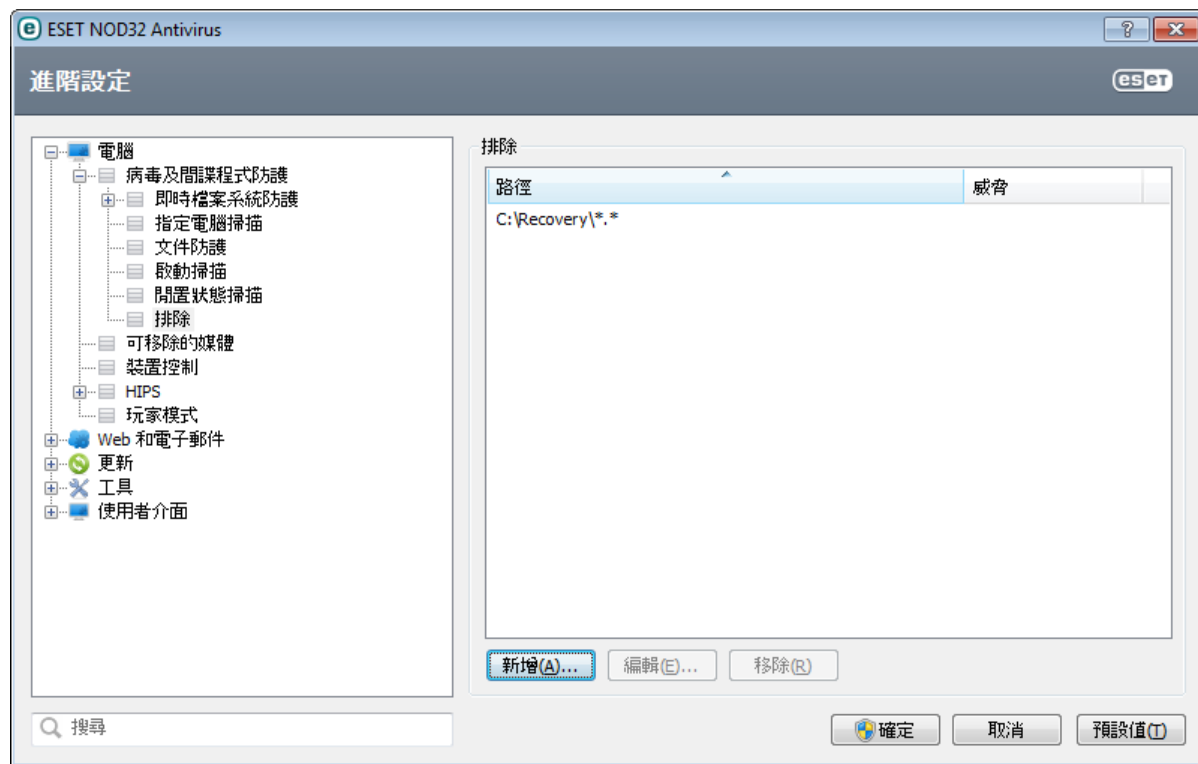 ESET NOD32 Antivirus
進階設定
eset
電腦
病毒及間諜程式防護
即時檔案系統防護
指定電腦掃描
文件防護
啟動掃描
閒置狀態掃描
排除
可移除的媒體
裝置控制
HIPS
玩家模式
Web 和電子郵件
更新
工具
使用者介面
搜尋
排除
路徑 威脅
C:\Recovery\*.*
新增(A)... 編輯(E)... 移除(R)
確定 取消 預設值(T)